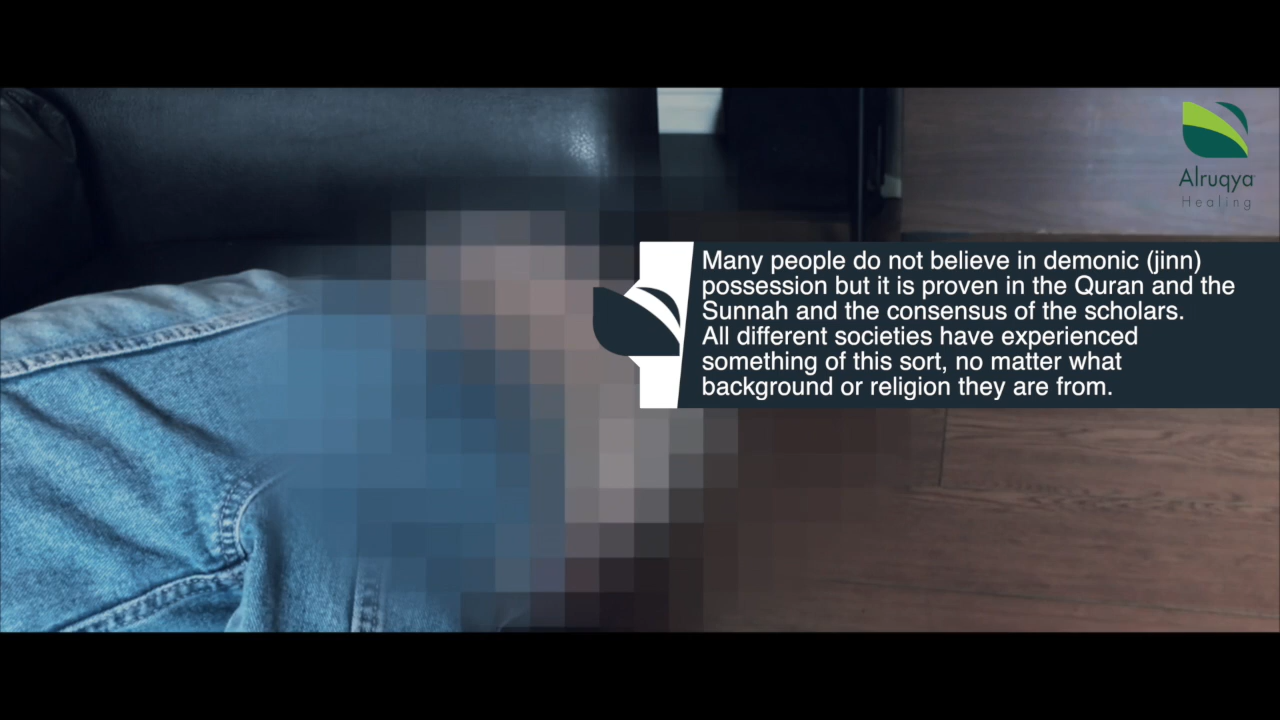 Alruqya
Healing
Many people do not believe in demonic (jinn)
possession but it is proven in the Quran and the
Sunnah and the consensus of the scholars.
All different societies have experienced
something of this sort, no matter what
background or religion they are from.